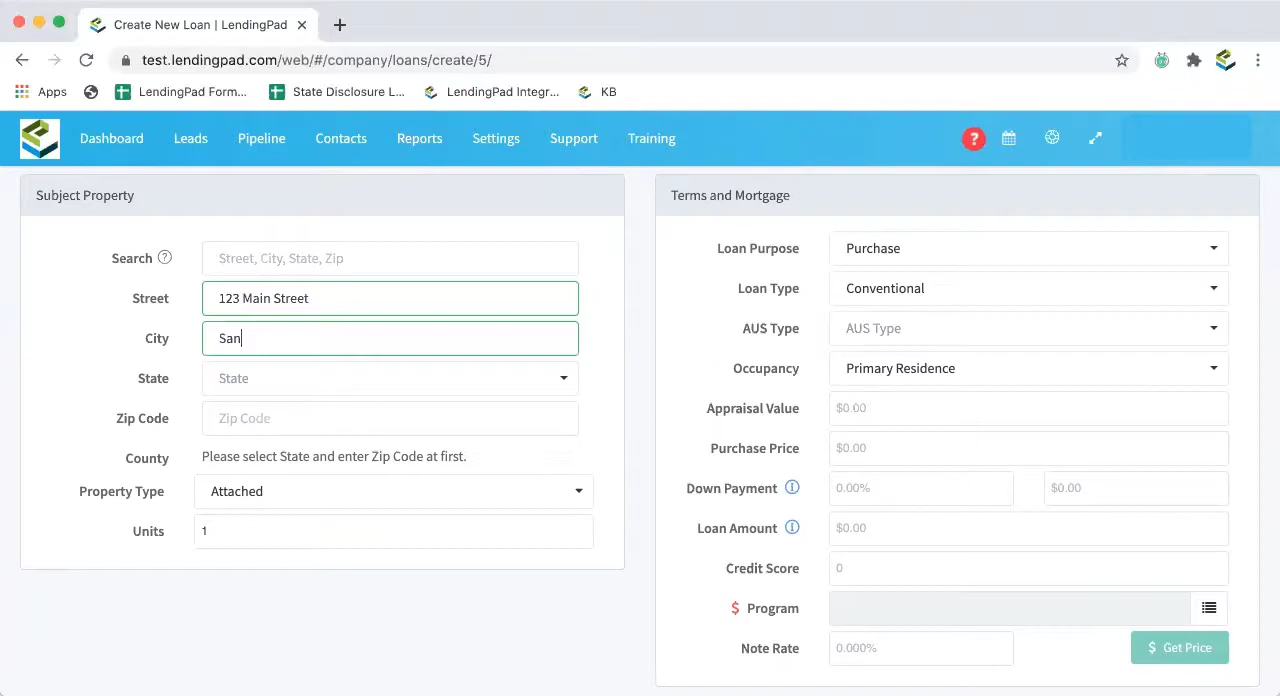 Create New Loan | LendingPad
test.lendingpad.com/web/#/company/loans/create/5/
Apps LendingPad Form... State Disclosure L... LendingPad Integr... KB
Dashboard Leads Pipeline Contacts Reports Settings Support Training ?
Subject Property
Search ? Street, City, State, Zip
Street 123 Main Street
City San
State State
Zip Code Zip Code
County Please select State and enter Zip Code at first.
Property Type Attached
Units 1
Terms and Mortgage
Loan Purpose Purchase
Loan Type Conventional
AUS Type AUS Type
Occupancy Primary Residence
Appraisal Value $0.00
Purchase Price $0.00
Down Payment 0.00% $0.00
Loan Amount $0.00
Credit Score 0
$ Program
Note Rate 0.000% $ Get Price